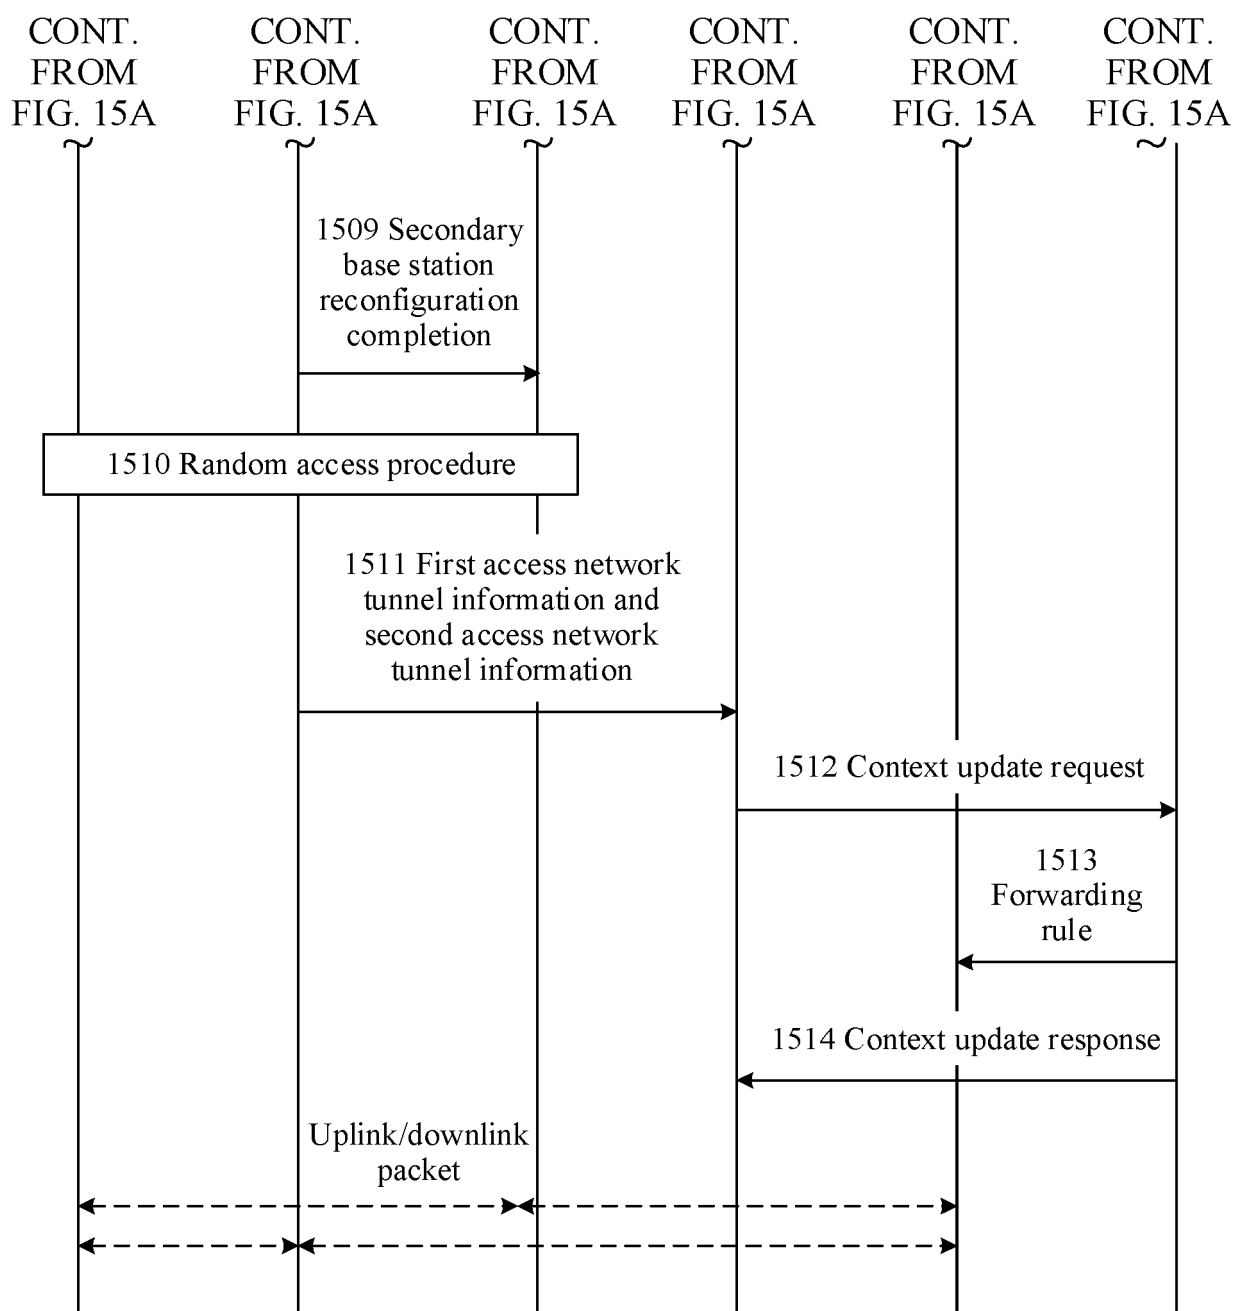 CONT. FROM FIG. 15A
CONT. FROM FIG. 15A
CONT. FROM FIG. 15A
CONT. FROM FIG. 15A
CONT. FROM FIG. 15A
CONT. FROM FIG. 15A
1509 Secondary
base station
reconfiguration
completion
1510 Random access procedure
1511 First access network
tunnel information and
second access network
tunnel information
1512 Context update request
1513
Forwarding
rule
1514 Context update response
Uplink/downlink
packet